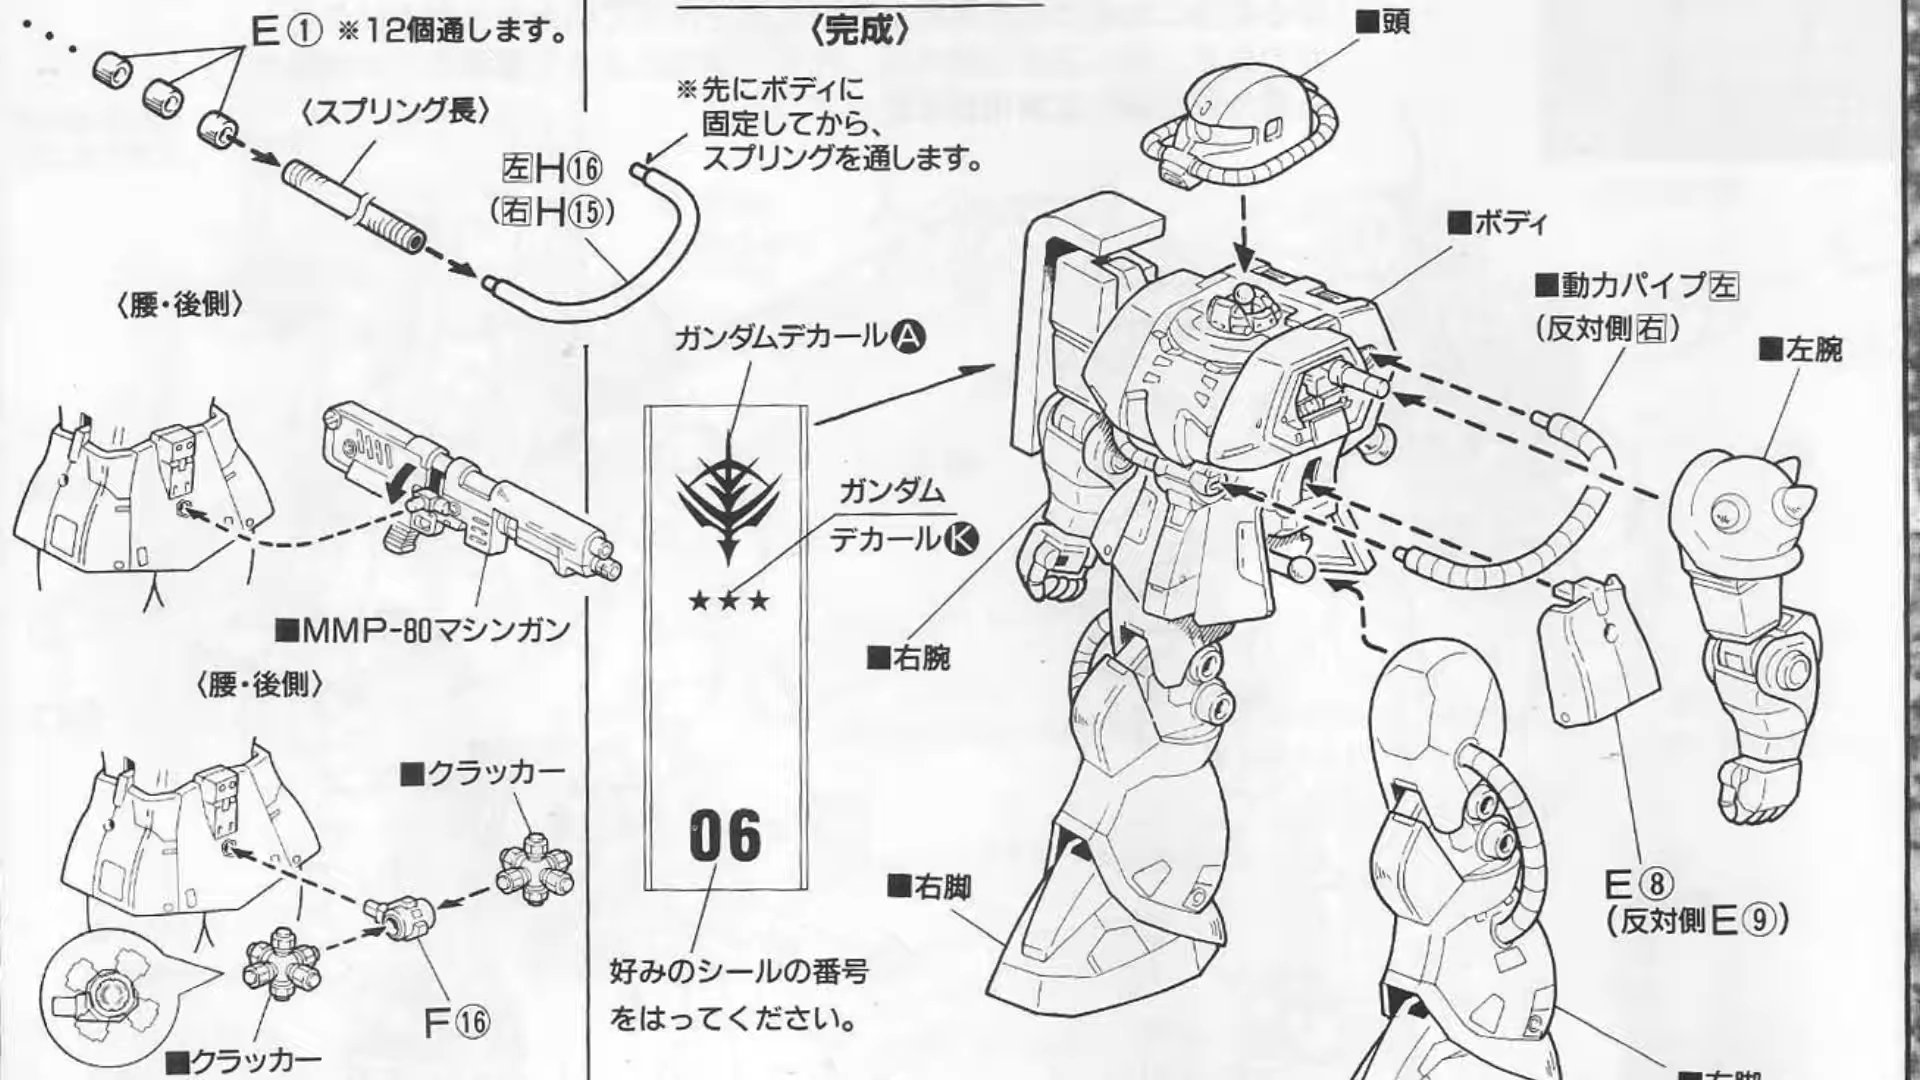 E① ※12個通します。
〈スプリング長〉
左H⑯
(右H⑮)
※先にボディに
固定してから、
スプリングを通します。
〈腰・後側〉
■MMP-80マシンガン
〈腰・後側〉
■クラッカー
F⑯
■クラッカー
〈完成〉
ガンダムデカールA
ガンダム
デカールK
★★★
06
好みのシールの番号
をはってください。
■頭
■ボディ
■動力パイプ左
(反対側右)
■左腕
■右腕
■右脚
E⑧
(反対側E⑨)